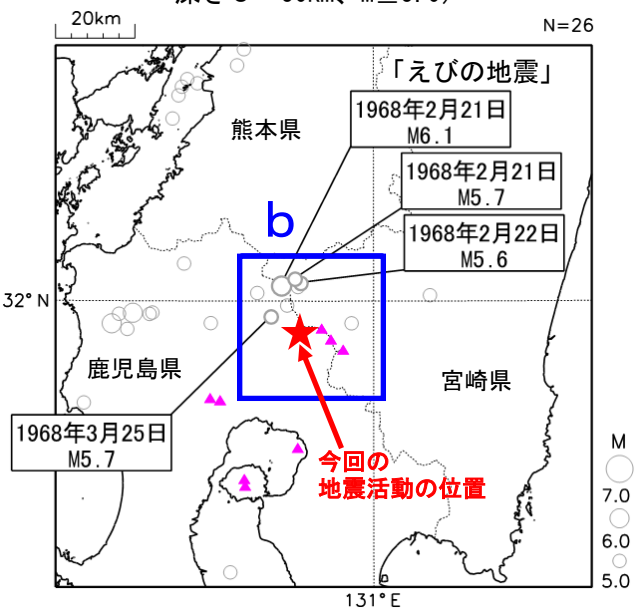 20km
N=26
「えびの地震」
1968年2月21日
M6.1
熊本県
1968年2月21日
M5.7
b
1968年2月22日
M5.6
32°N
鹿児島県
宮崎県
1968年3月25日
M5.7
今回の
地震活動の位置
M
7.0
6.0
5.0
131°E